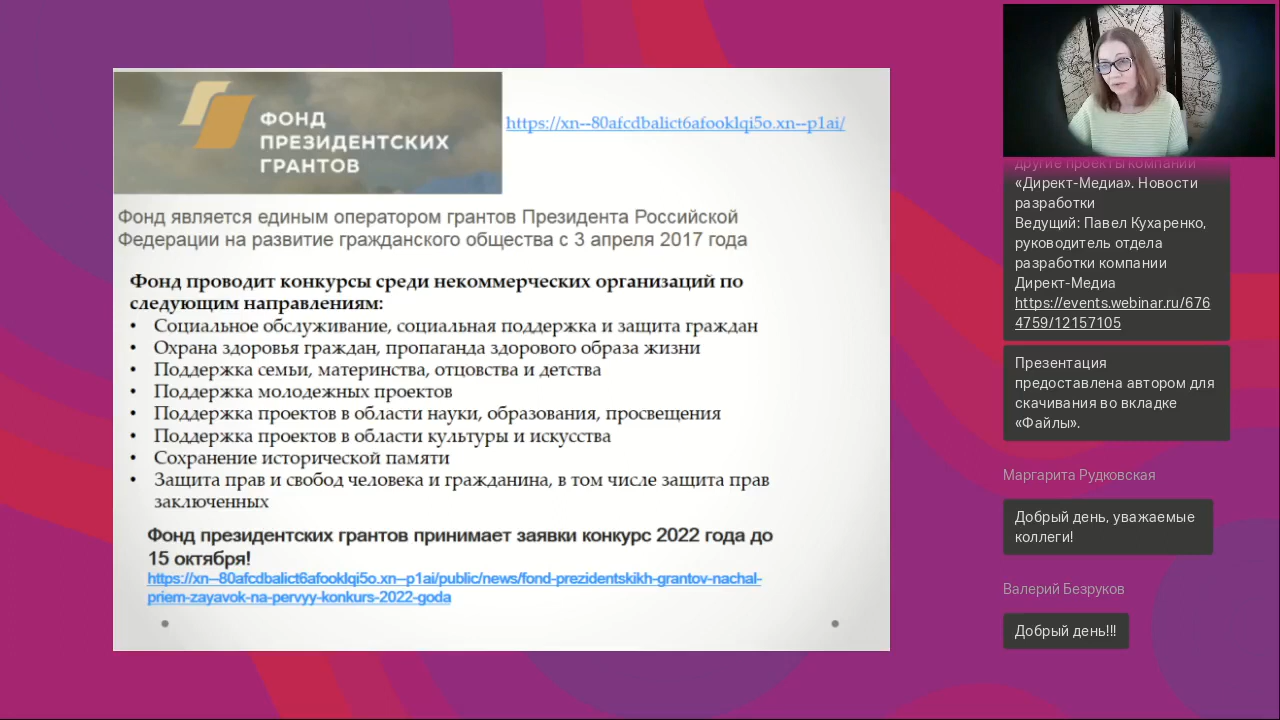 ФОНД
ПРЕЗИДЕНТСКИХ
ГРАНТОВ
https://xn--80afcdbalict6afooklqi5o.xn--p1ai/
Фонд является единым оператором грантов Президента Российской
Федерации на развитие гражданского общества с 3 апреля 2017 года
Фонд проводит конкурсы среди некоммерческих организаций по
следующим направлениям:
• Социальное обслуживание, социальная поддержка и защита граждан
• Охрана здоровья граждан, пропаганда здорового образа жизни
• Поддержка семьи, материнства, отцовства и детства
• Поддержка молодежных проектов
• Поддержка проектов в области науки, образования, просвещения
• Поддержка проектов в области культуры и искусства
• Сохранение исторической памяти
• Защита прав и свобод человека и гражданина, в том числе защита прав
заключенных
Фонд президентских грантов принимает заявки конкурс 2022 года до
15 октября!
https://xn--80afcdbalict6afooklqi5o.xn--p1ai/public/news/fond-prezidentskikh-grantov-nachal-
priem-zayavok-na-pervyy-konkurs-2022-goda
другие проекты компании
«Директ-Медиа». Новости
разработки
Ведущий: Павел Кухаренко,
руководитель отдела
разработки компании
Директ-Медиа
https://events.webinar.ru/676
4759/12157105
Презентация
предоставлена автором для
скачивания во вкладке
«Файлы».
Маргарита Рудковская
Добрый день, уважаемые
коллеги!
Валерий Безруков
Добрый день!!!